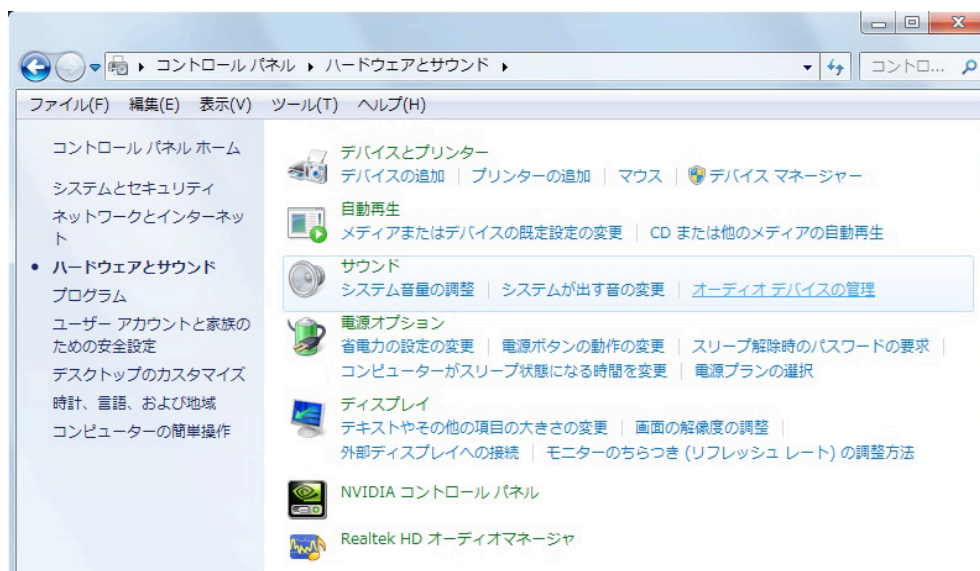 コントロール パネル ▸ ハードウェアとサウンド ▸
コントロ...
ファイル(F) 編集(E) 表示(V) ツール(T) ヘルプ(H)
コントロール パネル ホーム
システムとセキュリティ
ネットワークとインターネッ
ト
• ハードウェアとサウンド
プログラム
ユーザー アカウントと家族の
ための安全設定
デスクトップのカスタマイズ
時計、言語、および地域
コンピューターの簡単操作
デバイスとプリンター
デバイスの追加 | プリンターの追加 | マウス | デバイス マネージャー
自動再生
メディアまたはデバイスの既定設定の変更 | CD または他のメディアの自動再生
サウンド
システム音量の調整 | システムが出す音の変更 | オーディオ デバイスの管理
電源オプション
省電力の設定の変更 | 電源ボタンの動作の変更 | スリープ解除時のパスワードの要求 |
コンピューターがスリープ状態になる時間を変更 | 電源プランの選択
ディスプレイ
テキストやその他の項目の大きさの変更 | 画面の解像度の調整 |
外部ディスプレイへの接続 | モニターのちらつき (リフレッシュ レート) の調整方法
NVIDIA コントロール パネル
Realtek HD オーディオマネージャ